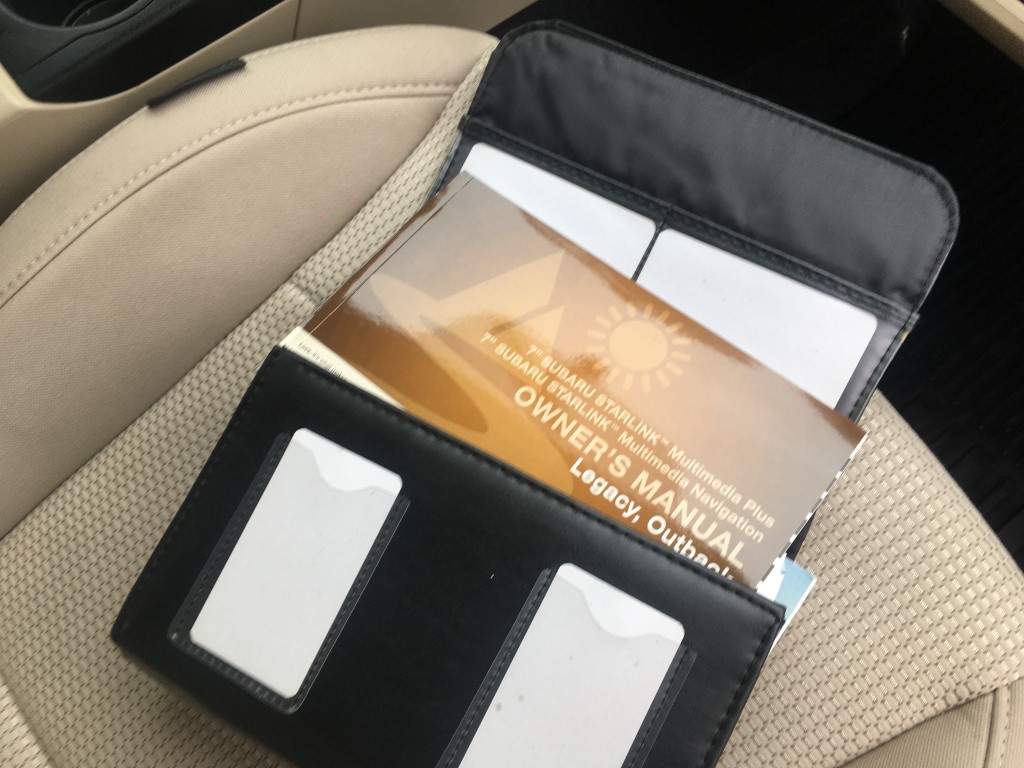 7" SUBARU STARLINK™ Multimedia Plus
7" SUBARU STARLINK™ Multimedia Navigation
OWNER'S MANUAL
Legacy, Outback